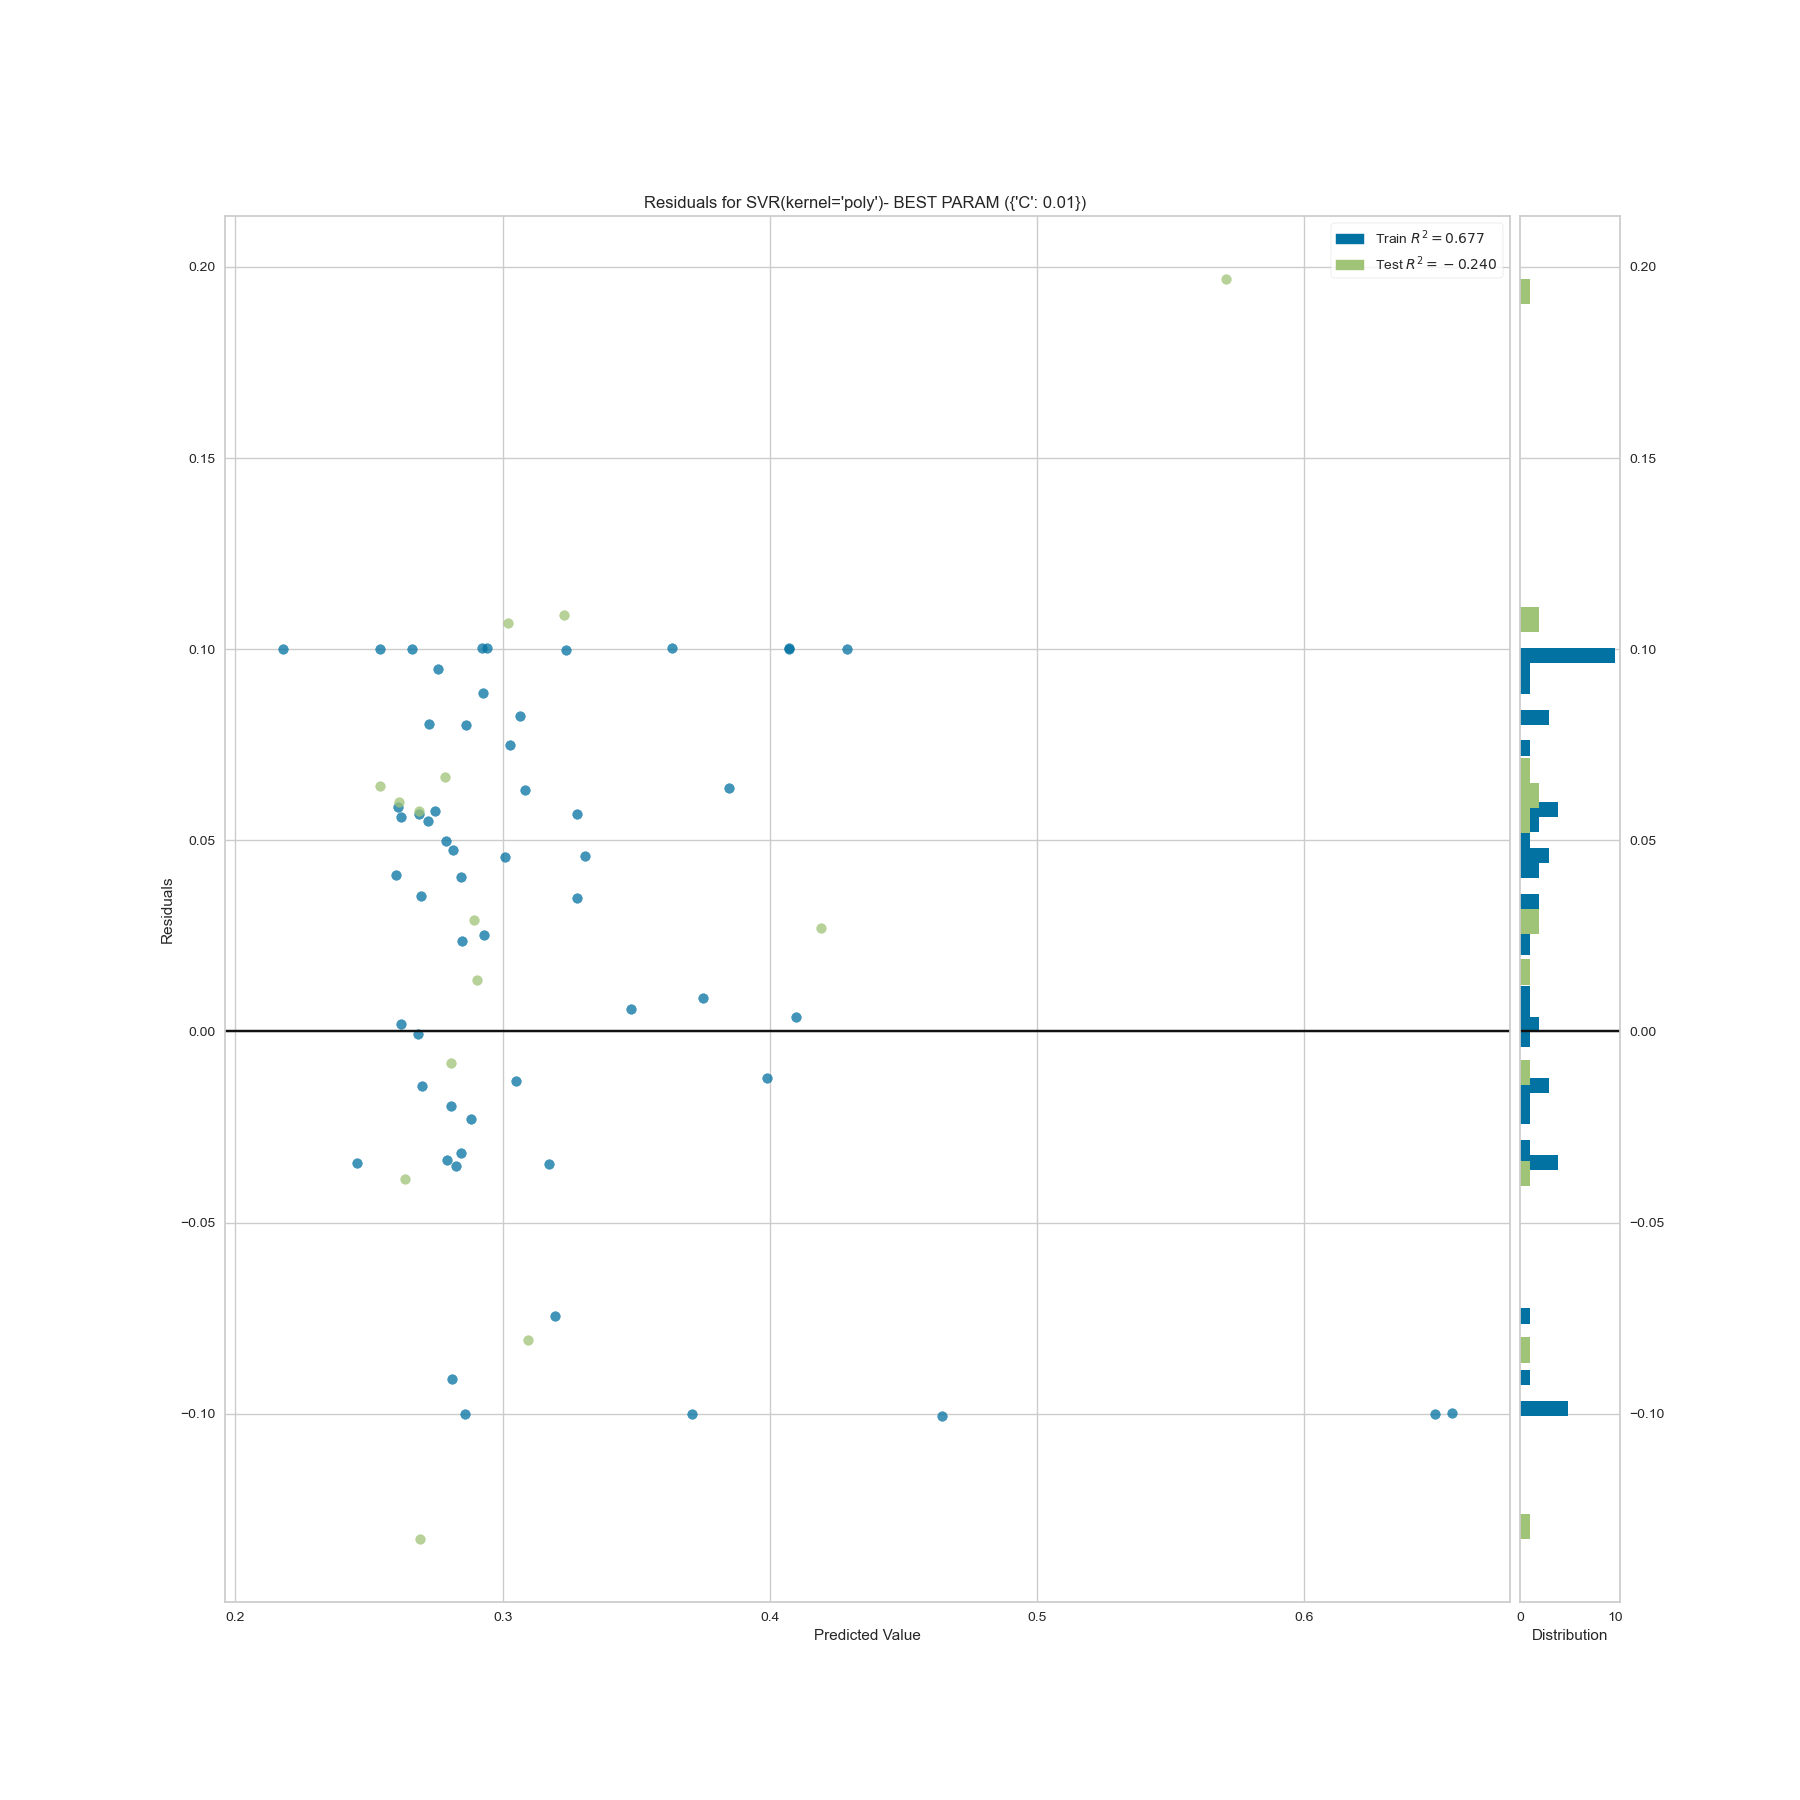 Residuals for SVR(kernel='poly')- BEST PARAM ({'C': 0.01})
Train R² = 0.677
Test R² = −0.240
0.20
0.15
0.10
0.05
0.00
−0.05
−0.10
Residuals
0.2 0.3 0.4 0.5 0.6
Predicted Value
0.20
0.15
0.10
0.05
0.00
−0.05
−0.10
0 10
Distribution